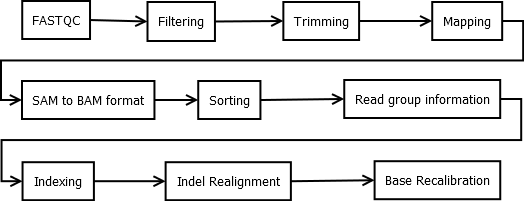 FASTQC
Filtering
Trimming
Mapping
SAM to BAM format
Sorting
Read group information
Indexing
Indel Realignment
Base Recalibration